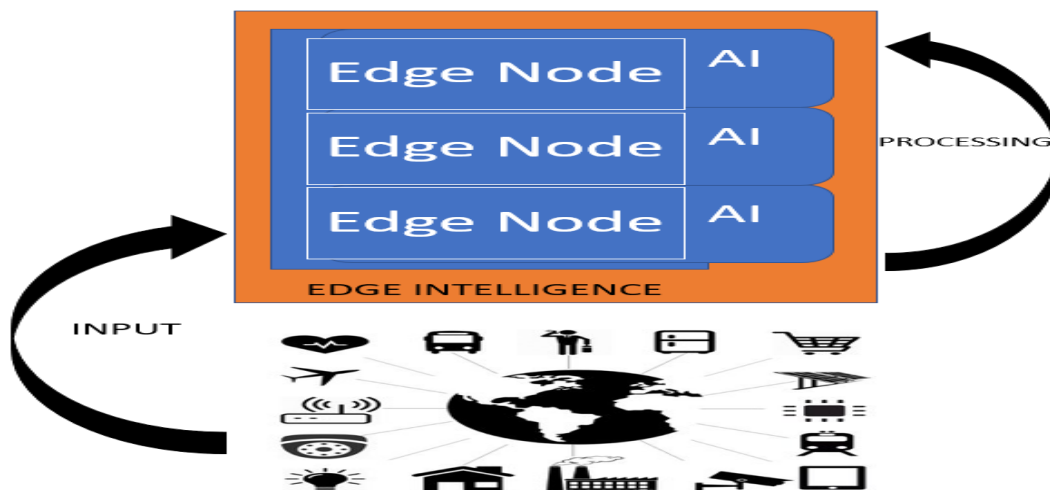 Edge Node AI
Edge Node AI
PROCESSING
Edge Node AI
EDGE INTELLIGENCE
INPUT